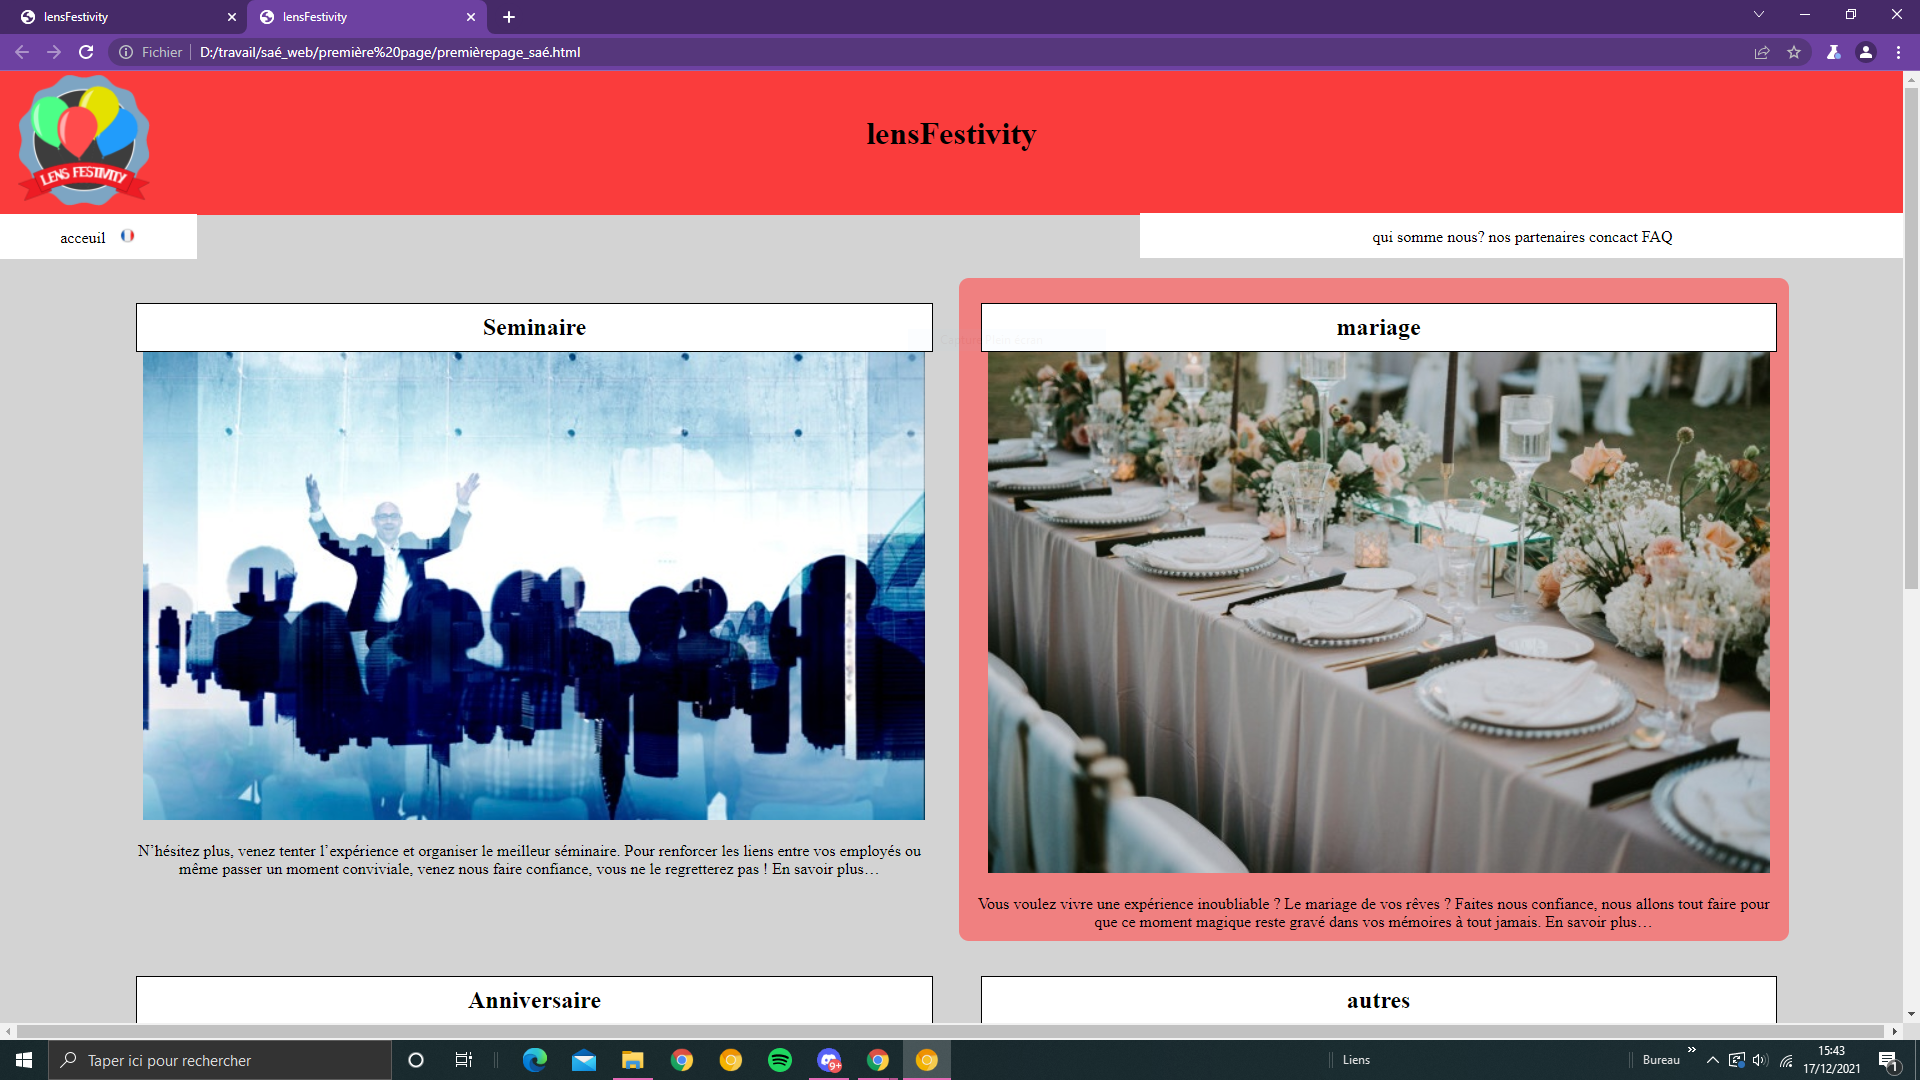 lensFestivity
lensFestivity
Fichier
D:/travail/saé_web/première%20page/premièrepage_saé.html
LENS FESTIVITY
lensFestivity
acceuil
qui somme nous? nos partenaires concact FAQ
Seminaire
mariage
N’hésitez plus, venez tenter l’expérience et organiser le meilleur séminaire. Pour renforcer les liens entre vos employés ou
même passer un moment conviviale, venez nous faire confiance, vous ne le regretterez pas ! En savoir plus…
Vous voulez vivre une expérience inoubliable ? Le mariage de vos rêves ? Faites nous confiance, nous allons tout faire pour
que ce moment magique reste gravé dans vos mémoires à tout jamais. En savoir plus…
Anniversaire
autres
Taper ici pour rechercher
9+
Liens
Bureau
15:43
17/12/2021
1